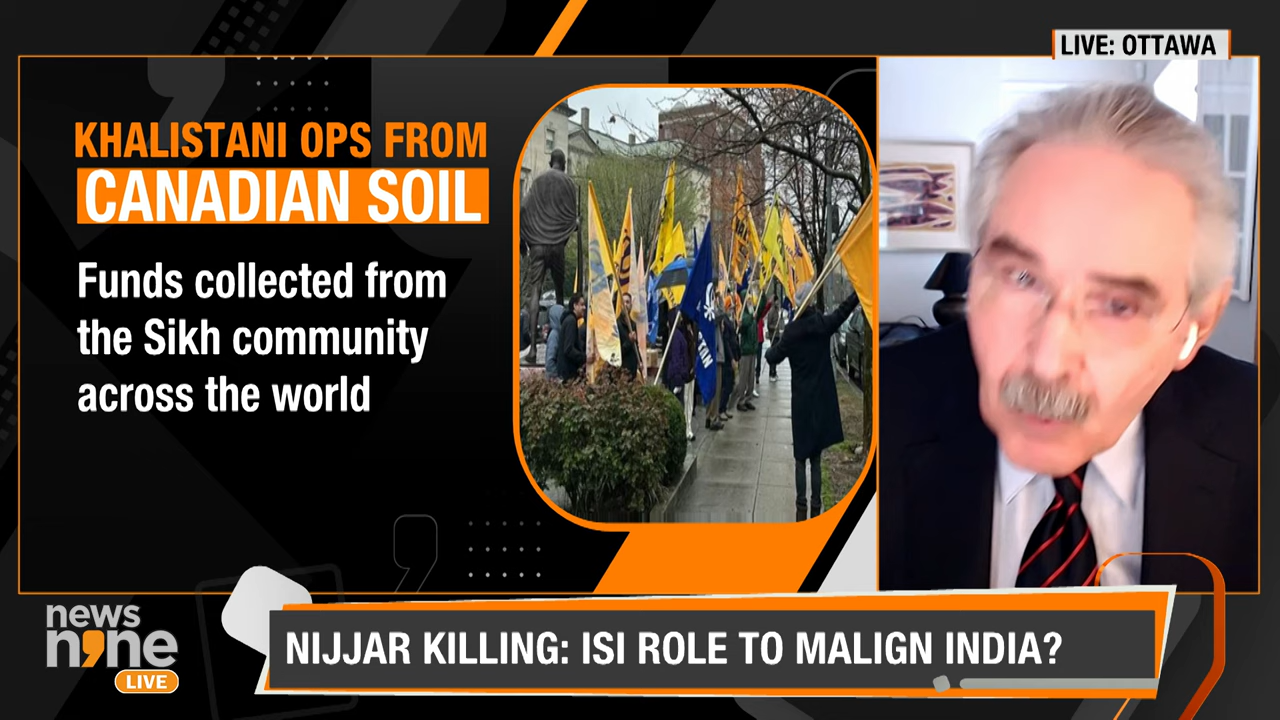 LIVE: OTTAWA
KHALISTANI OPS FROM
CANADIAN SOIL
Funds collected from
the Sikh community
across the world
NIJJAR KILLING: ISI ROLE TO MALIGN INDIA?
news
n9ne
LIVE